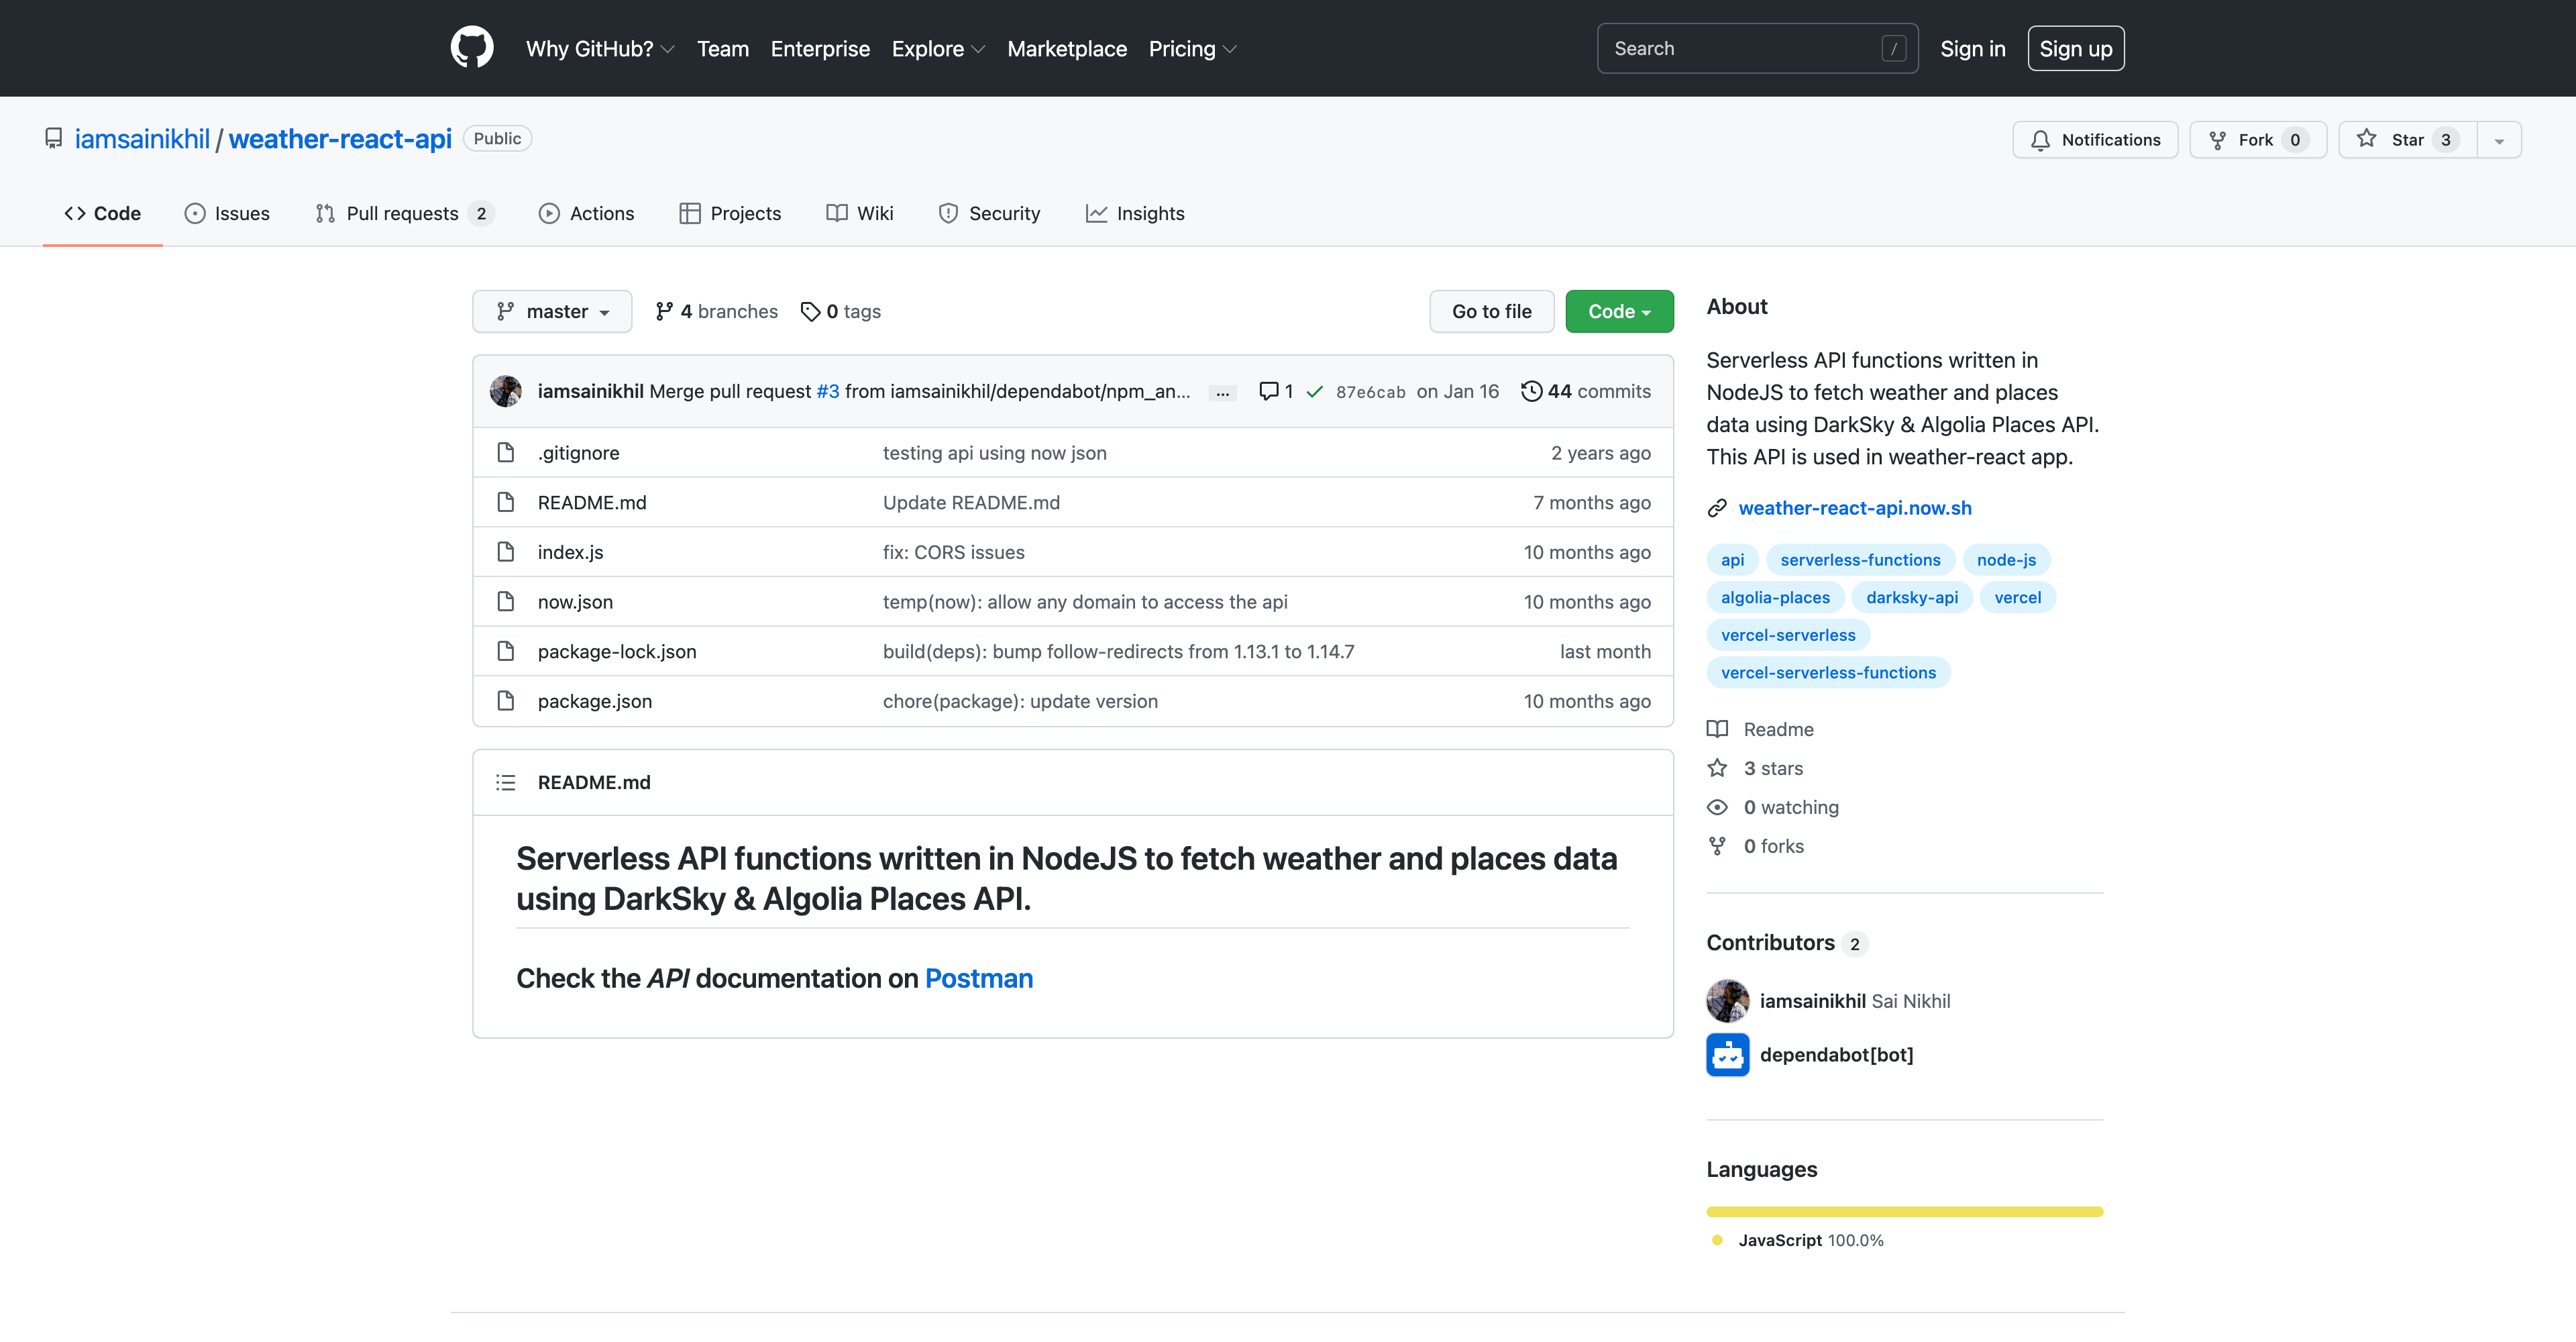 Why GitHub? Team Enterprise Explore Marketplace Pricing Search / Sign in Sign up
iamsainikhil / weather-react-api Public Notifications Fork 0 Star 3
Code Issues Pull requests 2 Actions Projects Wiki Security Insights
master 4 branches 0 tags Go to file Code
iamsainikhil Merge pull request #3 from iamsainikhil/dependabot/npm_an... ... 1 87e6cab on Jan 16 44 commits
.gitignore testing api using now json 2 years ago
README.md Update README.md 7 months ago
index.js fix: CORS issues 10 months ago
now.json temp(now): allow any domain to access the api 10 months ago
package-lock.json build(deps): bump follow-redirects from 1.13.1 to 1.14.7 last month
package.json chore(package): update version 10 months ago
README.md
Serverless API functions written in NodeJS to fetch weather and places data
using DarkSky & Algolia Places API.
Check the API documentation on Postman
About
Serverless API functions written in
NodeJS to fetch weather and places
data using DarkSky & Algolia Places API.
This API is used in weather-react app.
weather-react-api.now.sh
api serverless-functions node-js
algolia-places darksky-api vercel
vercel-serverless
vercel-serverless-functions
Readme
3 stars
0 watching
0 forks
Contributors 2
iamsainikhil Sai Nikhil
dependabot[bot]
Languages
JavaScript 100.0%